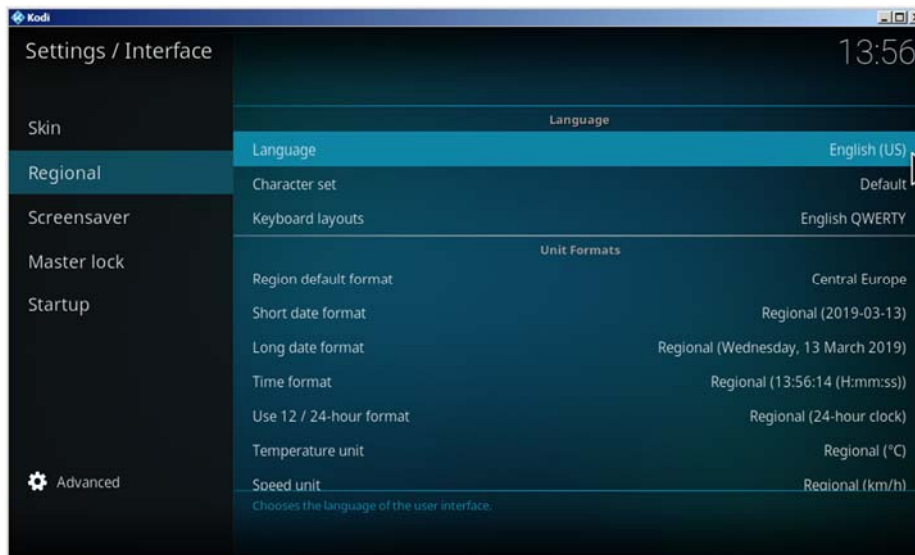 Kodi
Settings / Interface
13:56
Skin
Regional
Screensaver
Master lock
Startup
Advanced
Language
Language English (US)
Character set Default
Keyboard layouts English QWERTY
Unit Formats
Region default format Central Europe
Short date format Regional (2019-03-13)
Long date format Regional (Wednesday, 13 March 2019)
Time format Regional (13:56:14 (H:mm:ss))
Use 12 / 24-hour format Regional (24-hour clock)
Temperature unit Regional (°C)
Speed unit Regional (km/h)
Chooses the language of the user interface.